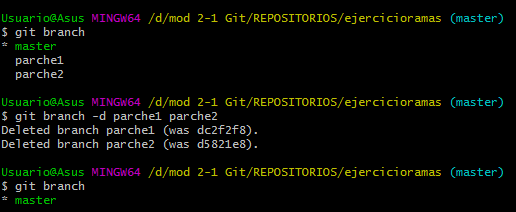 Usuario@Asus MINGW64 /d/mod 2-1 Git/REPOSITORIOS/ejercicioramas (master)
$ git branch
* master
  parche1
  parche2
Usuario@Asus MINGW64 /d/mod 2-1 Git/REPOSITORIOS/ejercicioramas (master)
$ git branch -d parche1 parche2
Deleted branch parche1 (was dc2f2f8).
Deleted branch parche2 (was d5821e8).
Usuario@Asus MINGW64 /d/mod 2-1 Git/REPOSITORIOS/ejercicioramas (master)
$ git branch
* master